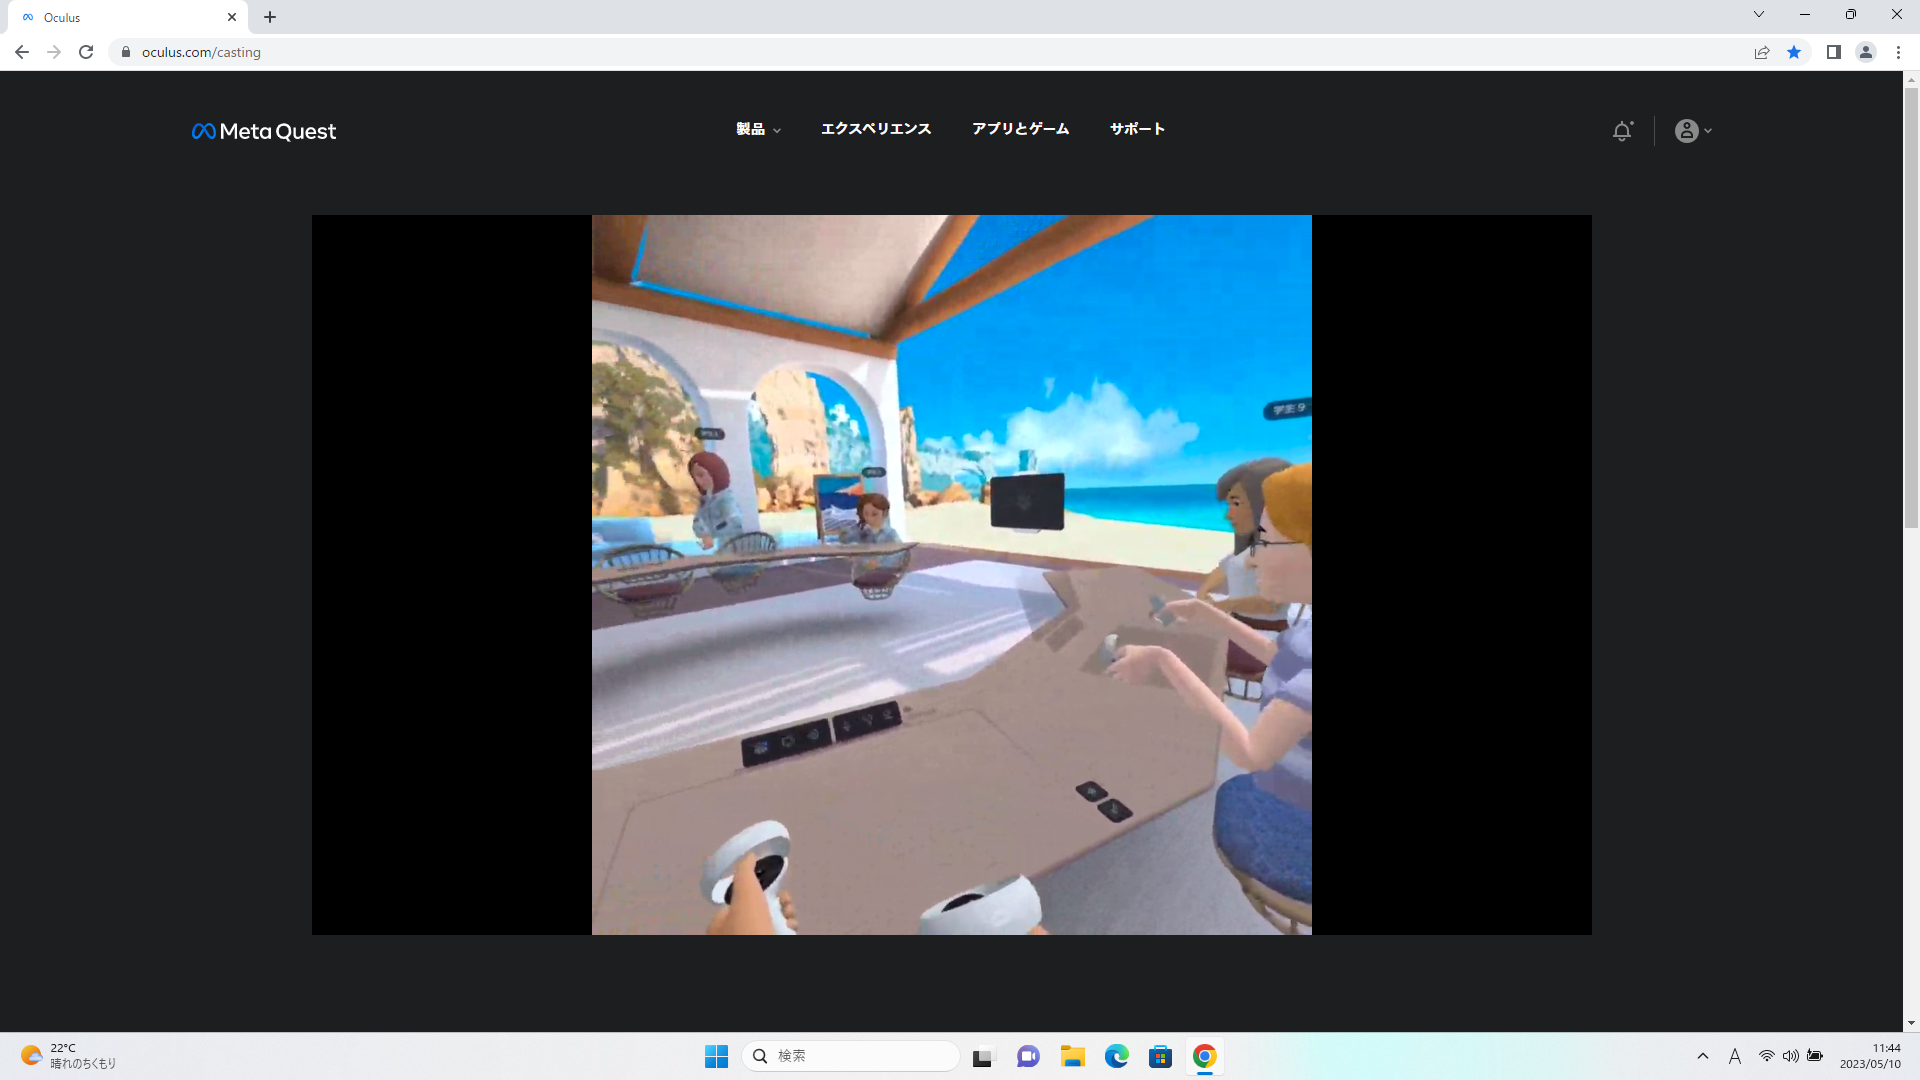 Oculus
oculus.com/casting
Meta Quest
製品
エクスペリエンス
アプリとゲーム
サポート
学生 9
22°C
晴れのちくもり
検索
A
11:44
2023/05/10